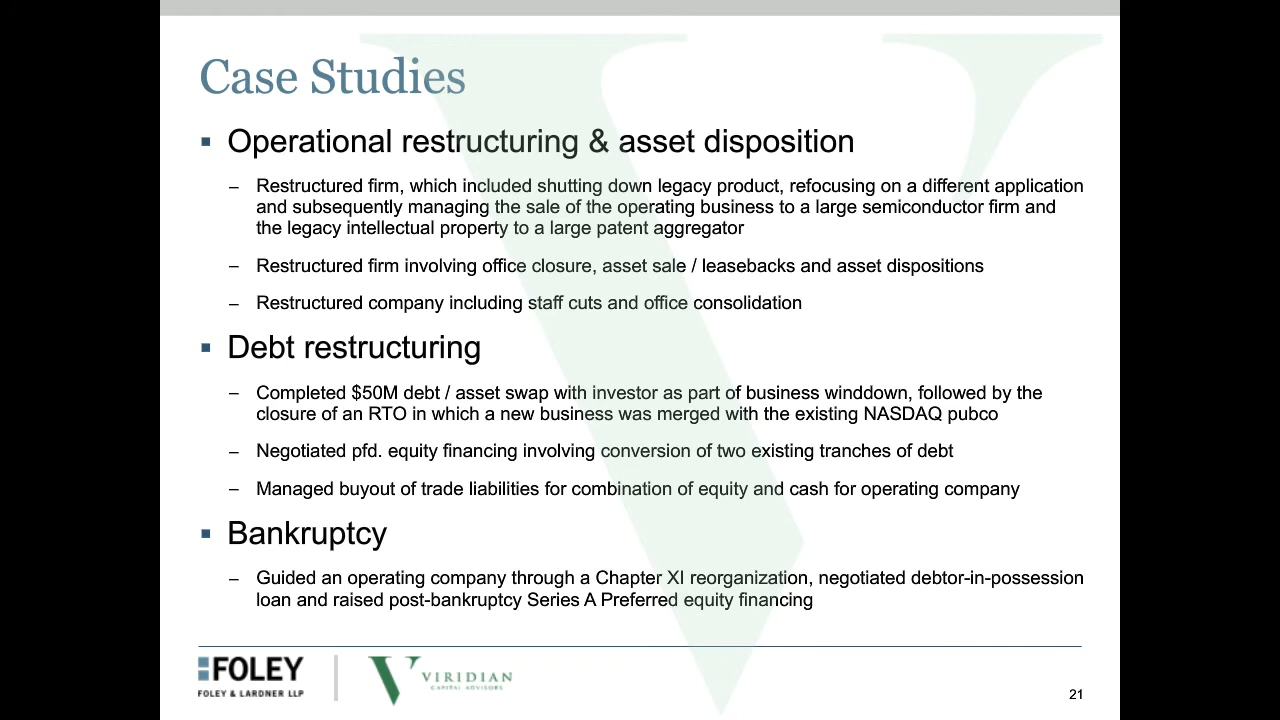 Case Studies
▪ Operational restructuring & asset disposition
– Restructured firm, which included shutting down legacy product, refocusing on a different application
and subsequently managing the sale of the operating business to a large semiconductor firm and
the legacy intellectual property to a large patent aggregator
– Restructured firm involving office closure, asset sale / leasebacks and asset dispositions
– Restructured company including staff cuts and office consolidation
▪ Debt restructuring
– Completed $50M debt / asset swap with investor as part of business winddown, followed by the
closure of an RTO in which a new business was merged with the existing NASDAQ pubco
– Negotiated pfd. equity financing involving conversion of two existing tranches of debt
– Managed buyout of trade liabilities for combination of equity and cash for operating company
▪ Bankruptcy
– Guided an operating company through a Chapter XI reorganization, negotiated debtor-in-possession
loan and raised post-bankruptcy Series A Preferred equity financing
FOLEY
FOLEY & LARDNER LLP
VIRIDIAN
CAPITAL ADVISORS
21